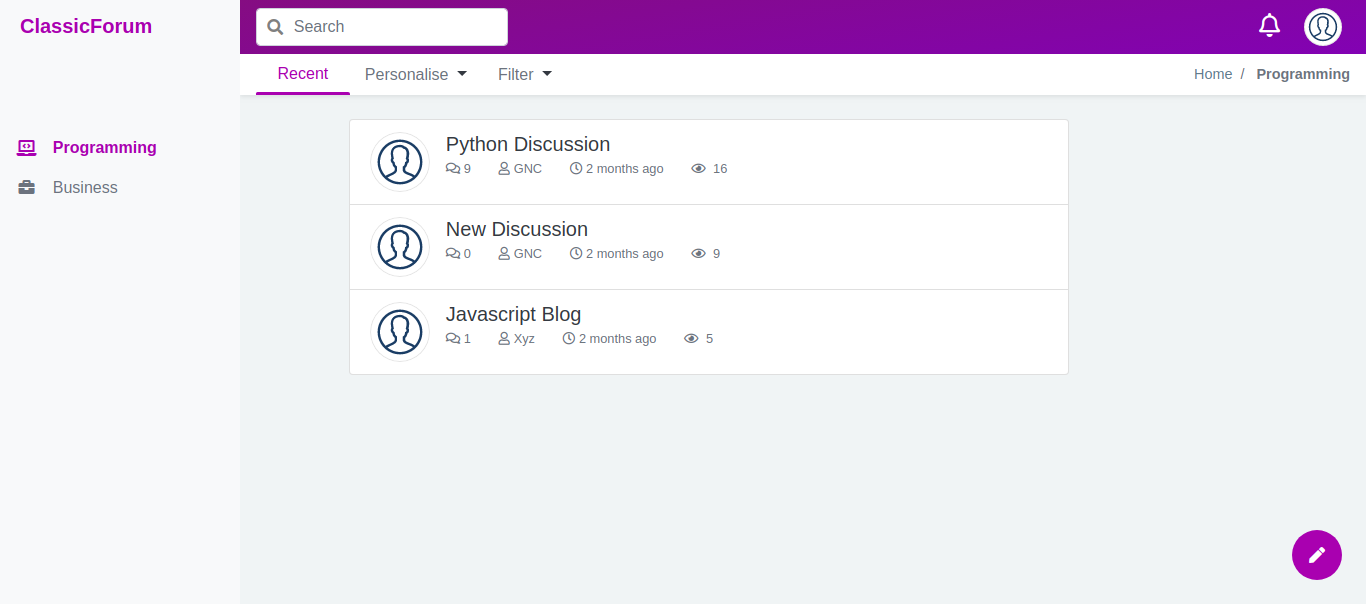 ClassicForum
Search
Recent Personalise Filter
Home / Programming
Programming
Business
Python Discussion
9 GNC 2 months ago 16
New Discussion
0 GNC 2 months ago 9
Javascript Blog
1 Xyz 2 months ago 5